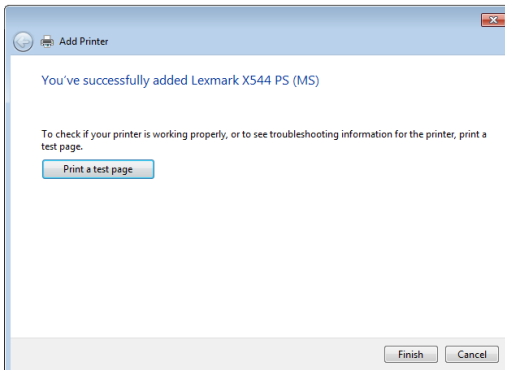 Add Printer
You've successfully added Lexmark X544 PS (MS)
To check if your printer is working properly, or to see troubleshooting information for the printer, print a
test page.
Print a test page
Finish Cancel